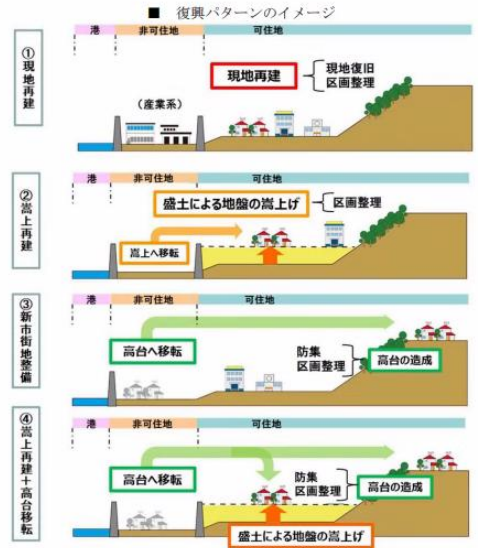 ■ 復興パターンのイメージ
①現地再建
港 非可住地 可住地
現地再建
現地復旧
区画整理
（産業系）
②嵩上再建
港 非可住地 可住地
盛土による地盤の嵩上げ
区画整理
嵩上へ移転
③新市街地整備
港 非可住地 可住地
高台へ移転
防集
区画整理
高台の造成
④嵩上再建＋高台移転
港 非可住地 可住地
高台へ移転
防集
区画整理
高台の造成
盛土による地盤の嵩上げ